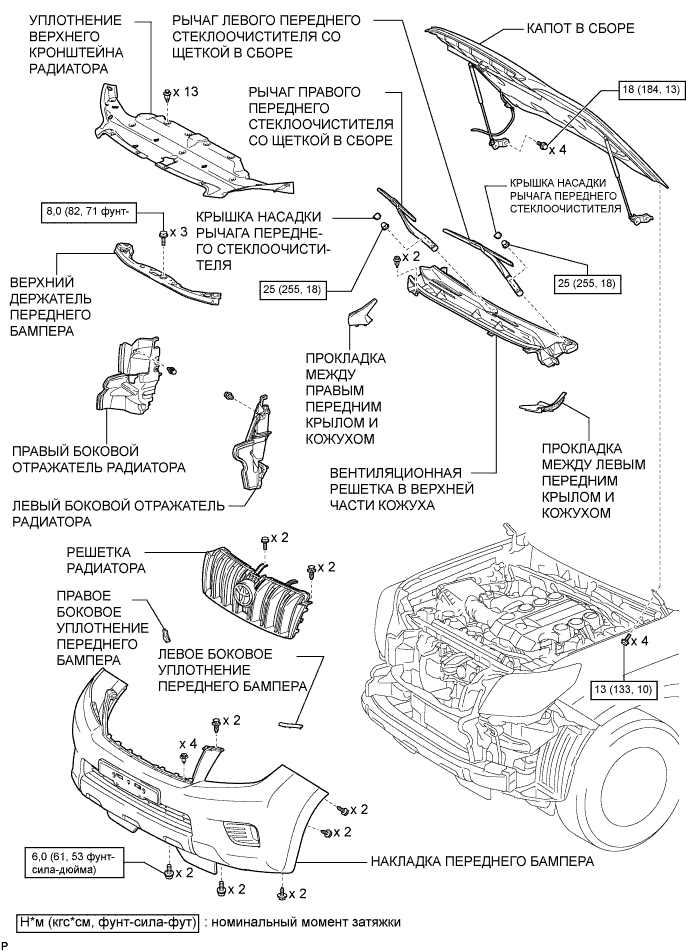 УПЛОТНЕНИЕ
ВЕРХНЕГО
КРОНШТЕЙНА
РАДИАТОРА
РЫЧАГ ЛЕВОГО ПЕРЕДНЕГО
СТЕКЛООЧИСТИТЕЛЯ СО
ЩЕТКОЙ В СБОРЕ
КАПОТ В СБОРЕ
x 13
РЫЧАГ ПРАВОГО
ПЕРЕДНЕГО
СТЕКЛООЧИСТИТЕЛЯ
СО ЩЕТКОЙ В СБОРЕ
18 (184, 13)
x 4
КРЫШКА НАСАДКИ
РЫЧАГА ПЕРЕДНЕГО
СТЕКЛООЧИСТИТЕЛЯ
8,0 (82, 71 фунт-
x 3
КРЫШКА НАСАДКИ
РЫЧАГА ПЕРЕДНЕ-
ГО СТЕКЛООЧИСТИ-
ТЕЛЯ
x 2
25 (255, 18)
25 (255, 18)
ВЕРХНИЙ
ДЕРЖАТЕЛЬ
ПЕРЕДНЕГО
БАМПЕРА
ПРОКЛАДКА
МЕЖДУ
ПРАВЫМ
ПЕРЕДНИМ
КРЫЛОМ И
КОЖУХОМ
ПРАВЫЙ БОКОВОЙ
ОТРАЖАТЕЛЬ РАДИАТОРА
ПРОКЛАДКА
МЕЖДУ ЛЕВЫМ
ПЕРЕДНИМ
КРЫЛОМ И
КОЖУХОМ
ВЕНТИЛЯЦИОННАЯ
РЕШЕТКА В ВЕРХНЕЙ
ЧАСТИ КОЖУХА
ЛЕВЫЙ БОКОВОЙ ОТРАЖАТЕЛЬ
РАДИАТОРА
РЕШЕТКА
РАДИАТОРА
x 2
x 2
ПРАВОЕ
БОКОВОЕ
УПЛОТНЕНИЕ
ПЕРЕДНЕГО
БАМПЕРА
ЛЕВОЕ БОКОВОЕ
УПЛОТНЕНИЕ
ПЕРЕДНЕГО БАМПЕРА
x 4
13 (133, 10)
x 2
x 4
x 2
x 2
6,0 (61, 53 фунт-
сила-дюйма)
x 2
x 2
x 2
НАКЛАДКА ПЕРЕДНЕГО БАМПЕРА
Н*м (кгс*см, фунт-сила-фут) : номинальный момент затяжки
P